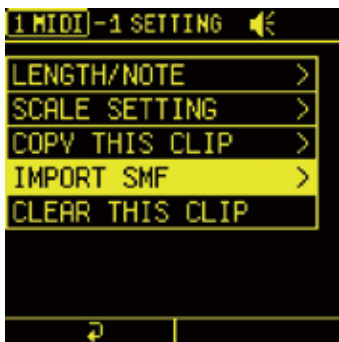 1 MIDI -1 SETTING
LENGTH/NOTE >
SCALE SETTING >
COPY THIS CLIP >
IMPORT SMF >
CLEAR THIS CLIP